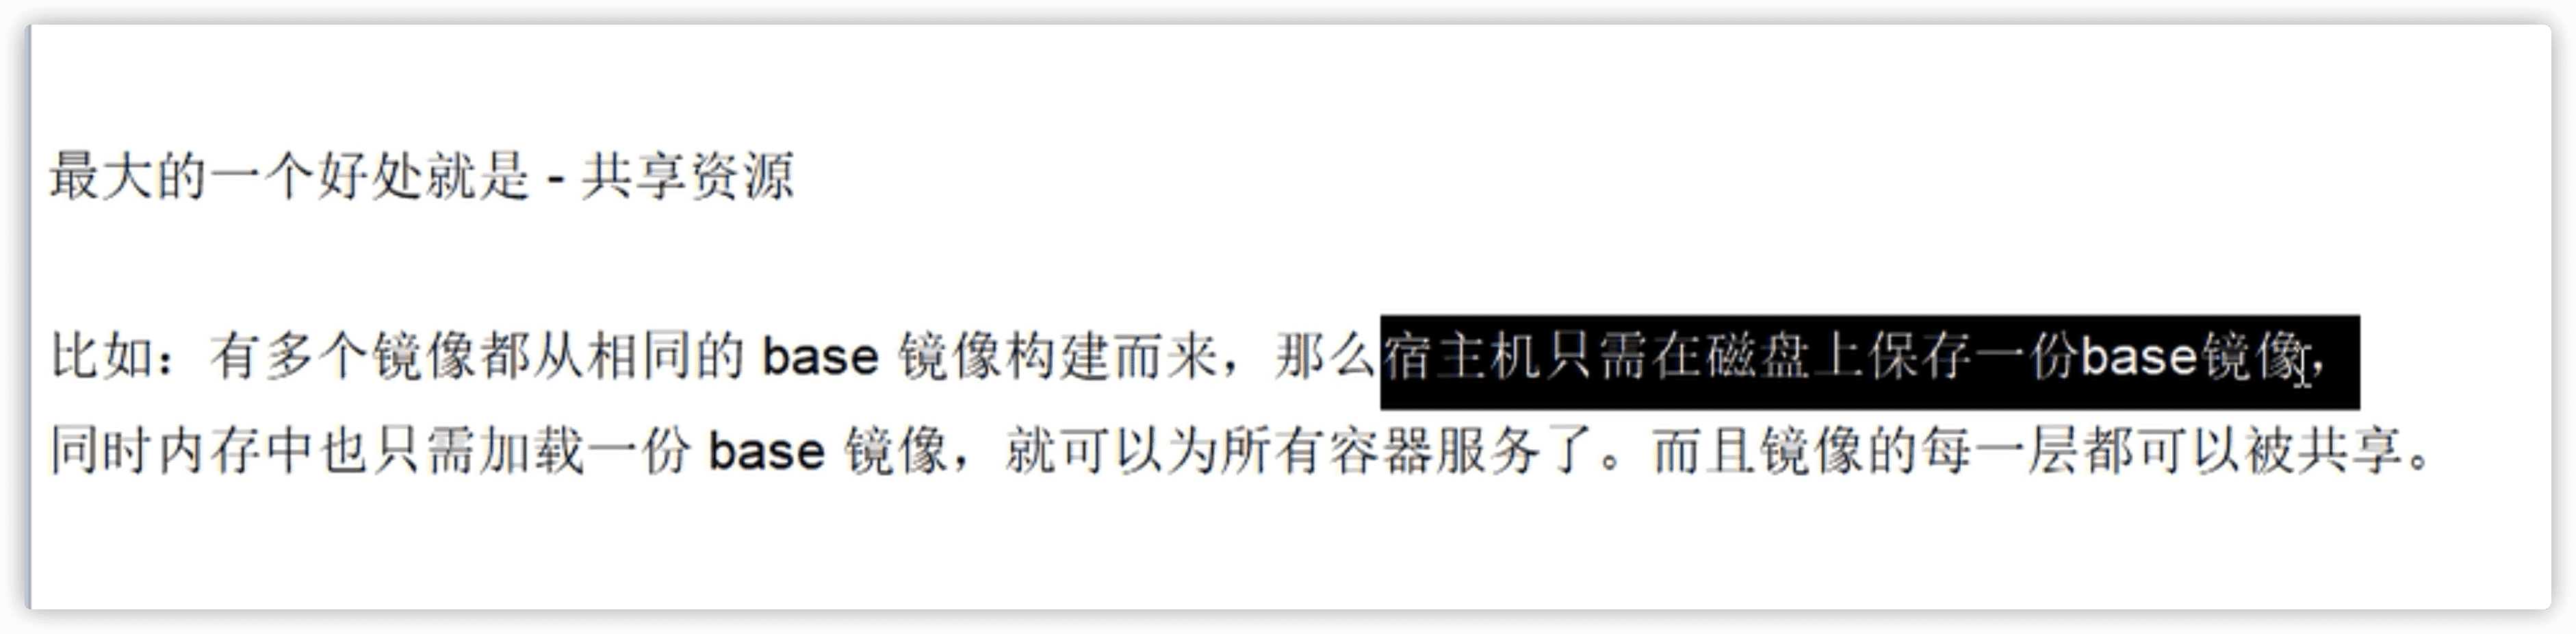 最大的一个好处就是 - 共享资源
比如：有多个镜像都从相同的 base 镜像构建而来，那么宿主机只需在磁盘上保存一份base镜像，
同时内存中也只需加载一份 base 镜像，就可以为所有容器服务了。而且镜像的每一层都可以被共享。